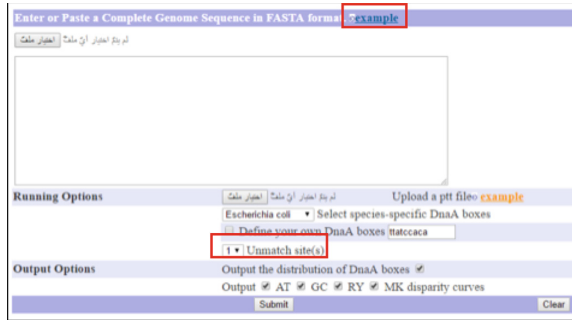 Enter or Paste a Complete Genome Sequence in FASTA format, example
اختيار ملف لم يتم اختيار أيّ ملف
Running Options
اختيار ملف لم يتم اختيار أيّ ملف Upload a ptt file example
Escherichia coli Select species-specific DnaA boxes
Define your own DnaA boxes ttatccaca
1 Unmatch site(s)
Output Options
Output the distribution of DnaA boxes
Output AT GC RY MK disparity curves
Submit Clear